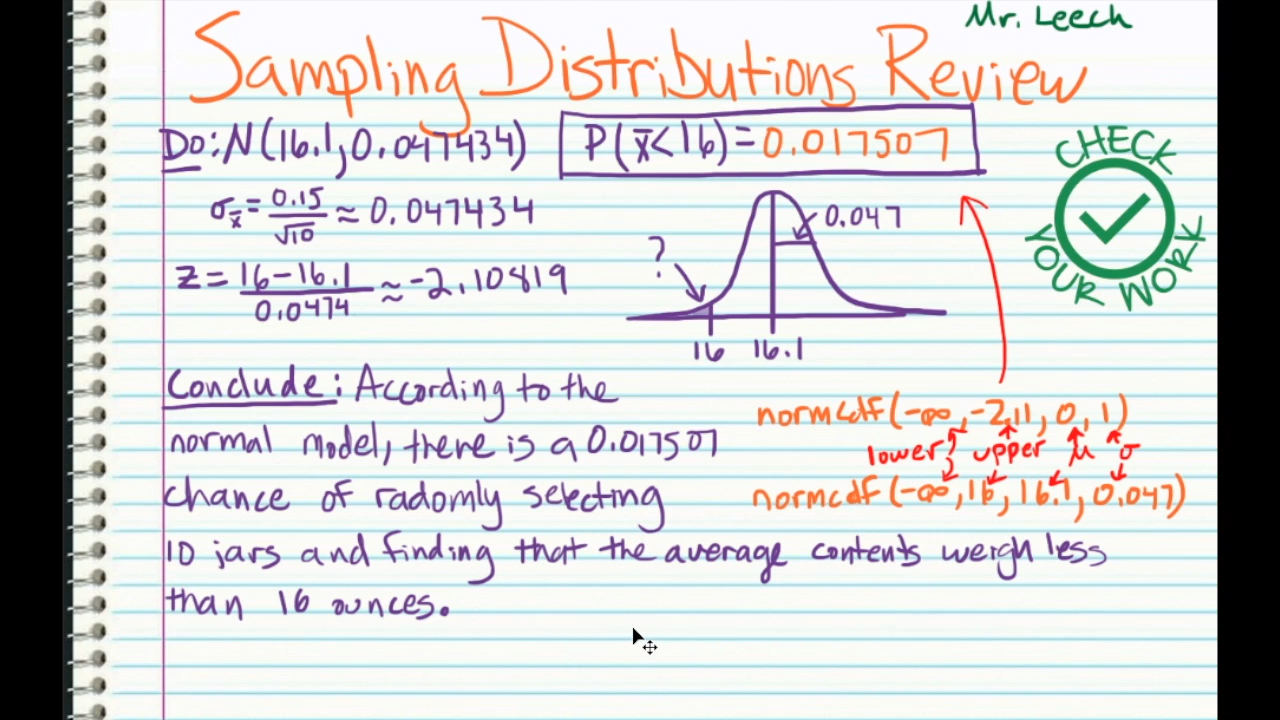 Mr. Leech
Sampling Distributions Review
Do: N(16.1, 0.047434)
P(x̄<16)=0.017507
CHECK
YOUR WORK
σx̄ = 0.15/√10 ≈ 0.047434
0.047
?
z = 16-16.1/0.0474 ≈ -2.10819
16 16.1
Conclude: According to the
normal model, there is a 0.017507
chance of radomly selecting
10 jars and finding that the average contents weigh less
than 16 ounces.
normcdf(-∞, -2.11, 0, 1)
lower upper μ σ
normcdf(-∞, 16, 16.1, 0.047)